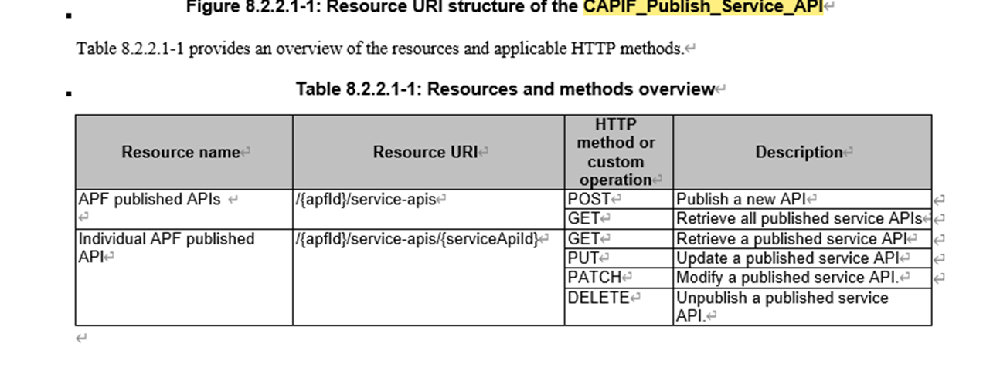 Figure 8.2.2.1-1: Resource URI structure of the CAPIF_Publish_Service_API
Table 8.2.2.1-1 provides an overview of the resources and applicable HTTP methods.
Table 8.2.2.1-1: Resources and methods overview
Resource name
Resource URI
HTTP
method or
custom
operation
Description
APF published APIs
/{apfId}/service-apis
POST
Publish a new API
GET
Retrieve all published service APIs
Individual APF published
API
/{apfId}/service-apis/{serviceApiId}
GET
Retrieve a published service API
PUT
Update a published service API
PATCH
Modify a published service API.
DELETE
Unpublish a published service
API.